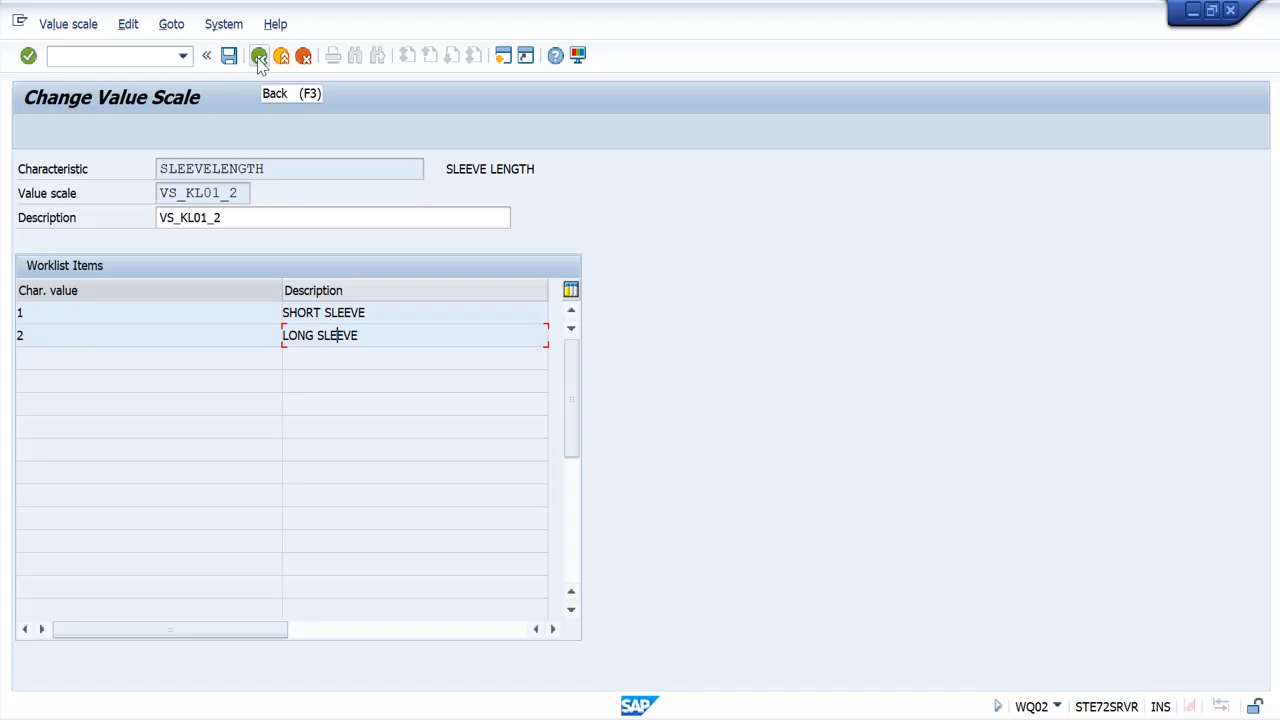 Value scale Edit Goto System Help
Back (F3)
Change Value Scale
Characteristic SLEEVELENGTH SLEEVE LENGTH
Value scale VS_KL01_2
Description VS_KL01_2
Worklist Items
Char. value Description
1 SHORT SLEEVE
2 LONG SLEEVE
SAP WQ02 STE72SRVR INS